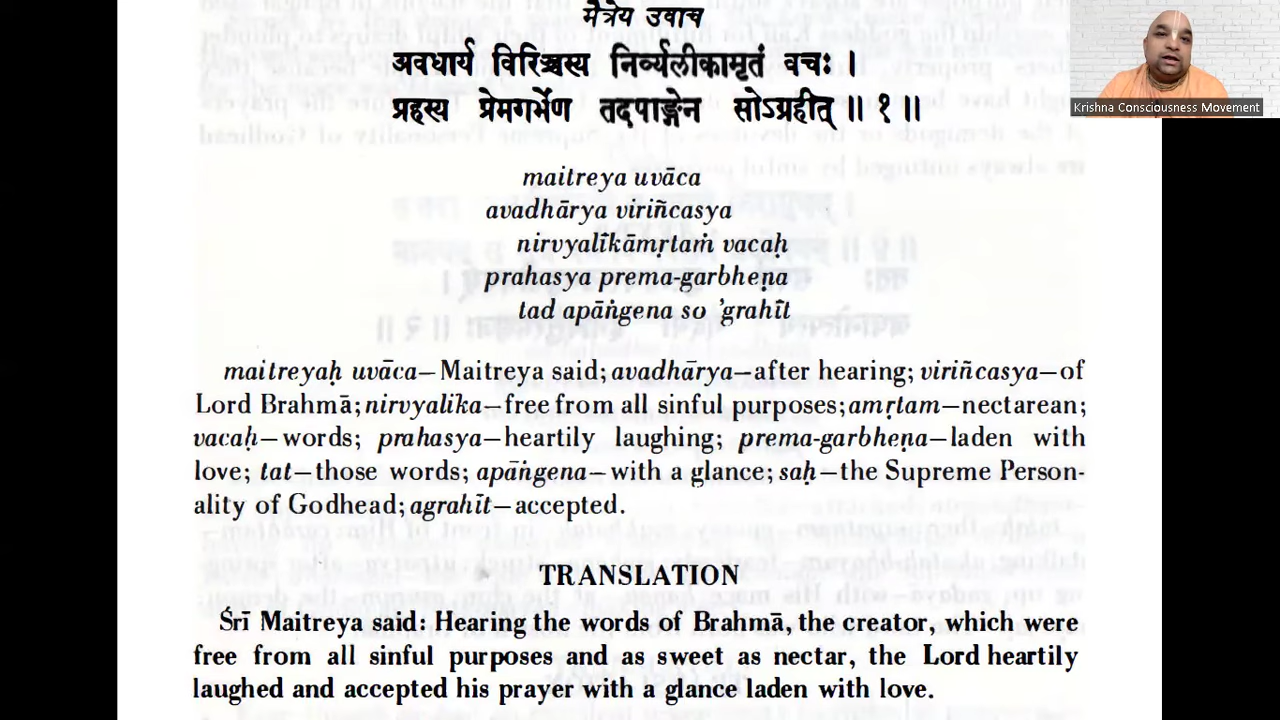 मैत्रेय उवाच
अवधार्य विरिञ्चस्य निर्व्यलीकामृतं वचः ।
प्रहस्य प्रेमगर्भेण तदपाङ्गेन सोऽग्रहीत् ॥ १ ॥
maitreya uvāca
avadhārya viriñcasya
nirvyalīkāmṛtaṁ vacaḥ
prahasya prema-garbheṇa
tad apāṅgena so ’grahīt
maitreyaḥ uvāca—Maitreya said; avadhārya—after hearing; viriñcasya—of
Lord Brahmā; nirvyalīka—free from all sinful purposes; amṛtam—nectarean;
vacaḥ—words; prahasya—heartily laughing; prema-garbheṇa—laden with
love; tat—those words; apāṅgena—with a glance; saḥ—the Supreme Person-
ality of Godhead; agrahīt—accepted.
TRANSLATION
Śrī Maitreya said: Hearing the words of Brahmā, the creator, which were
free from all sinful purposes and as sweet as nectar, the Lord heartily
laughed and accepted his prayer with a glance laden with love.
Krishna Consciousness Movement